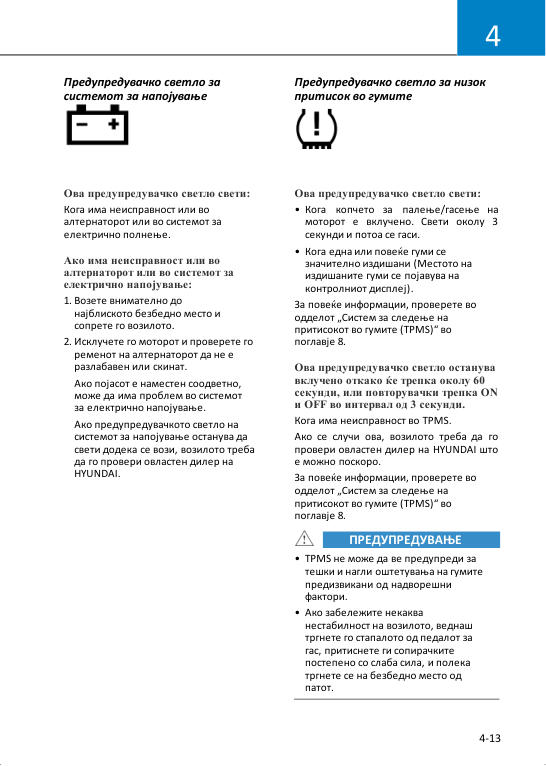 4
Предупредувачко светло за
системот за напојување
Ова предупредувачко светло свети:
Кога има неисправност или во
алтернаторот или во системот за
електрично полнење.
Ако има неисправност или во
алтернаторот или во системот за
електрично напојување:
1. Возете внимателно до
најблиското безбедно место и
сопрете го возилото.
2. Исклучете го моторот и проверете го
ременот на алтернаторот да не е
разлабавен или скинат.
Ако појасот е наместен соодветно,
може да има проблем во системот
за електрично напојување.
Ако предупредувачкото светло на
системот за напојување останува да
свети додека се вози, возилото треба
да го провери овластен дилер на
HYUNDAI.
Предупредувачко светло за низок
притисок во гумите
Ова предупредувачко светло свети:
• Кога копчето за палење/гасење на
моторот е вклучено. Свети околу 3
секунди и потоа се гаси.
• Кога една или повеќе гуми се
значително издишани (Местото на
издишаните гуми се појавува на
контролниот дисплеј).
За повеќе информации, проверете во
одделот „Систем за следење на
притисокот во гумите (TPMS)“ во
поглавје 8.
Ова предупредувачко светло останува
вклучено откако ќе трепка околу 60
секунди, или повторувачки трепка ON
и OFF во интервал од 3 секунди.
Кога има неисправност во TPMS.
Ако се случи ова, возилото треба да го
провери овластен дилер на HYUNDAI што
е можно поскоро.
За повеќе информации, проверете во
одделот „Систем за следење на
притисокот во гумите (TPMS)“ во
поглавје 8.
ПРЕДУПРЕДУВАЊЕ
• TPMS не може да ве предупреди за
тешки и нагли оштетувања на гумите
предизвикани од надворешни
фактори.
• Ако забележите некаква
нестабилност на возилото, веднаш
тргнете го стапалото од педалот за
гас, притиснете ги сопирачките
постепено со слаба сила, и полека
тргнете се на безбедно место од
патот.
4-13